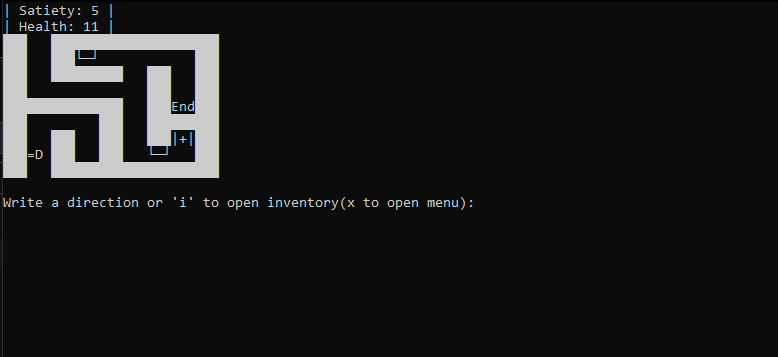 | Satiety: 5 |
| Health: 11 |
End
|+|
=D
Write a direction or 'i' to open inventory(x to open menu):